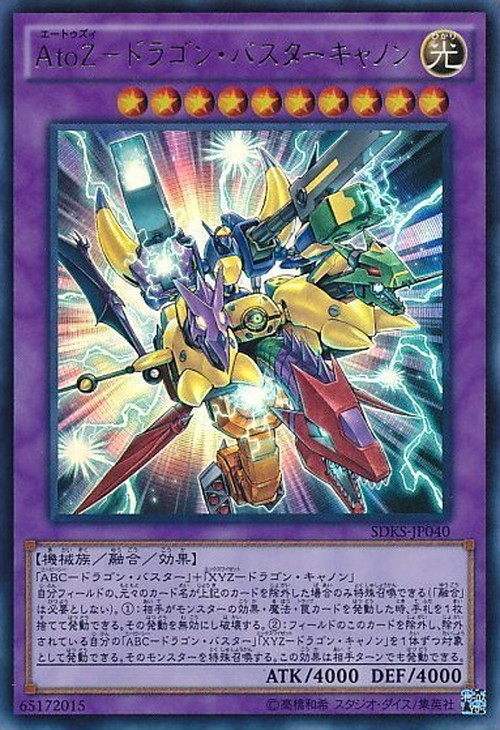 エートゥズィ
AtoZ－ドラゴン・バスターキャノン
ひかり
光
SDKS-JP040
【機械族／融合／効果】
「ABC－ドラゴン・バスター」＋「XYZ－ドラゴン・キャノン」
自分フィールドの、元々のカード名が上記のカードを除外した場合のみ特殊召喚できる（「融合」
は必要としない）。①：相手がモンスターの効果・魔法・罠カードを発動した時、手札を１枚
捨てて発動できる。その発動を無効にし破壊する。②：フィールドのこのカードを除外し、除外
されている自分の「ABC－ドラゴン・バスター」「XYZ－ドラゴン・キャノン」を１体ずつ対象
として発動できる。そのモンスターを特殊召喚する。この効果は相手ターンでも発動できる。
ATK/4000 DEF/4000
65172015 ©高橋和希 スタジオ・ダイス/集英社